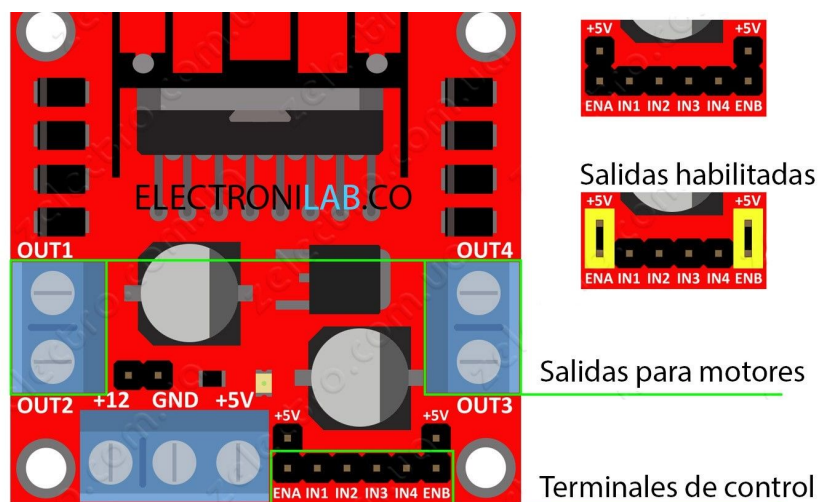 +5V +5V
ENA IN1 IN2 IN3 IN4 ENB
Salidas habilitadas
+5V +5V
ENA IN1 IN2 IN3 IN4 ENB
ELECTRONILAB.CO
OUT1 OUT4
Salidas para motores
OUT2 +12 GND +5V OUT3
+5V +5V
ENA IN1 IN2 IN3 IN4 ENB
Terminales de control